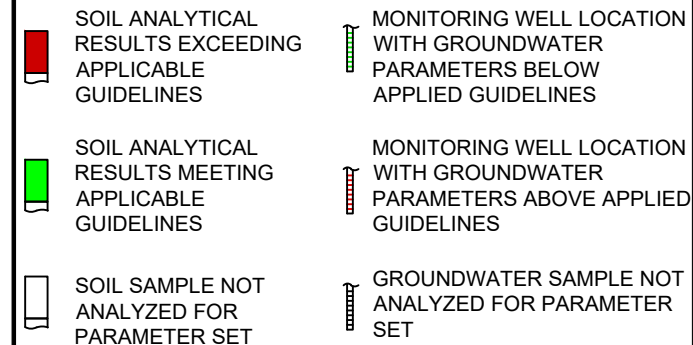 SOIL ANALYTICAL
RESULTS EXCEEDING
APPLICABLE
GUIDELINES
SOIL ANALYTICAL
RESULTS MEETING
APPLICABLE
GUIDELINES
SOIL SAMPLE NOT
ANALYZED FOR
PARAMETER SET
MONITORING WELL LOCATION
WITH GROUNDWATER
PARAMETERS BELOW
APPLIED GUIDELINES
MONITORING WELL LOCATION
WITH GROUNDWATER
PARAMETERS ABOVE APPLIED
GUIDELINES
GROUNDWATER SAMPLE NOT
ANALYZED FOR PARAMETER
SET